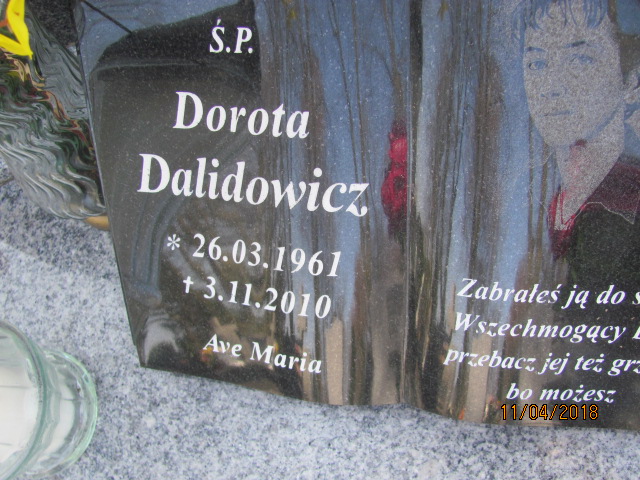 Ś.P.
Dorota
Dalidowicz
* 26.03.1961
† 3.11.2010
Ave Maria
Zabrałeś ją do
Wszechmogący
przebacz jej też
bo możesz
11/04/2018